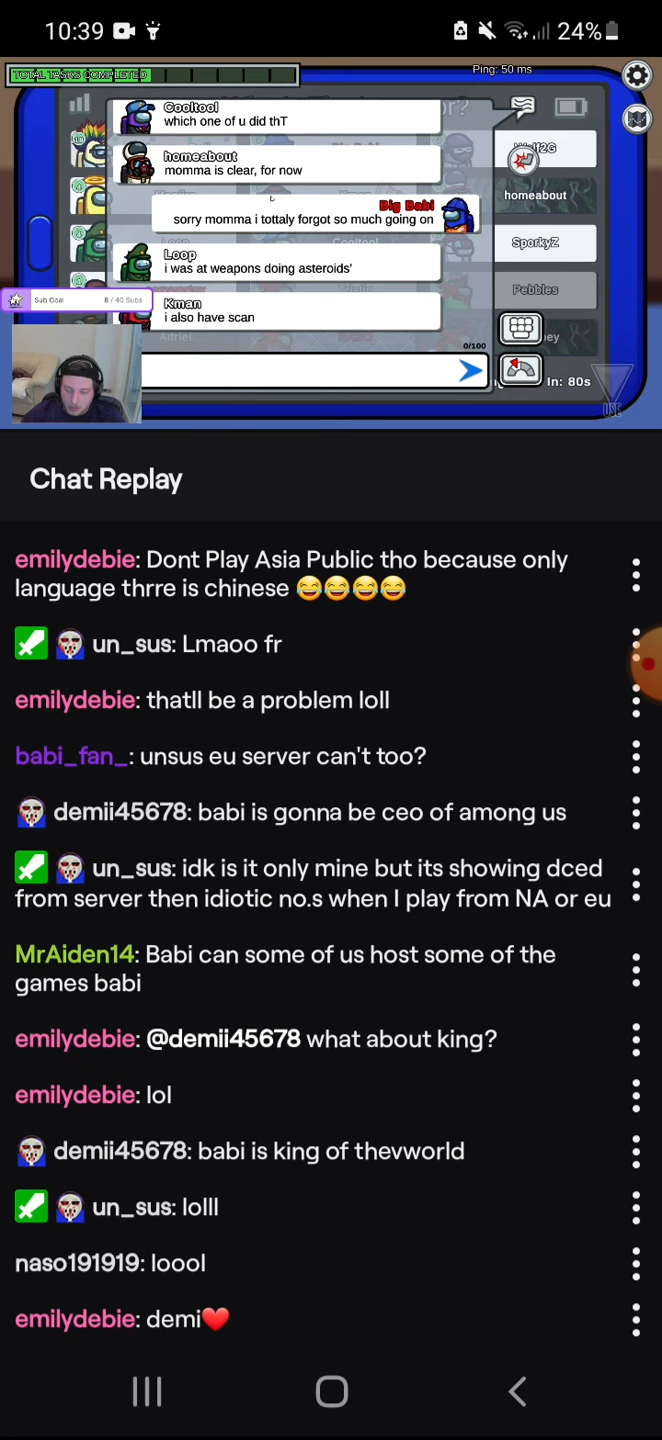 10:39
24%
TOTAL TASKS COMPLETED
Ping: 50 ms
Cooltool
which one of u did thT
homeabout
momma is clear, for now
homeabout
Big Babi
sorry momma i tottaly forgot so much going on
Loop
i was at weapons doing asteroids'
SporkyZ
Pebbles
Sub Goal 8 / 40 Subs
Kman
i also have scan
Adriel
0/100
In: 80s
USE
Chat Replay
emilydebie: Dont Play Asia Public tho because only
language thrre is chinese 😂😂😂😂
un_sus: Lmaoo fr
emilydebie: thatll be a problem loll
babi_fan_: unsus eu server can't too?
demii45678: babi is gonna be ceo of among us
un_sus: idk is it only mine but its showing dced
from server then idiotic no.s when I play from NA or eu
MrAiden14: Babi can some of us host some of the
games babi
emilydebie: @demii45678 what about king?
emilydebie: lol
demii45678: babi is king of thevworld
un_sus: lolll
naso191919: loool
emilydebie: demi❤️